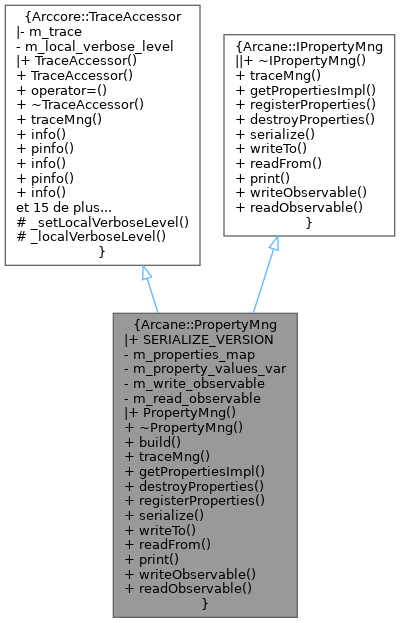 {Arccore::TraceAccessor
|- m_trace
- m_local_verbose_level
|+ TraceAccessor()
+ TraceAccessor()
+ operator=()
+ ~TraceAccessor()
+ traceMng()
+ info()
+ pinfo()
+ info()
+ pinfo()
+ info()
et 15 de plus...
# _setLocalVerboseLevel()
# _localVerboseLevel()
}
{Arcane::IPropertyMng
||+ ~IPropertyMng()
+ traceMng()
+ getPropertiesImpl()
+ registerProperties()
+ destroyProperties()
+ serialize()
+ writeTo()
+ readFrom()
+ print()
+ writeObservable()
+ readObservable()
}
{Arcane::PropertyMng
|+ SERIALIZE_VERSION
- m_properties_map
- m_property_values_var
- m_write_observable
- m_read_observable
|+ PropertyMng()
+ ~PropertyMng()
+ build()
+ traceMng()
+ getPropertiesImpl()
+ destroyProperties()
+ registerProperties()
+ serialize()
+ writeTo()
+ readFrom()
+ print()
+ writeObservable()
+ readObservable()
}